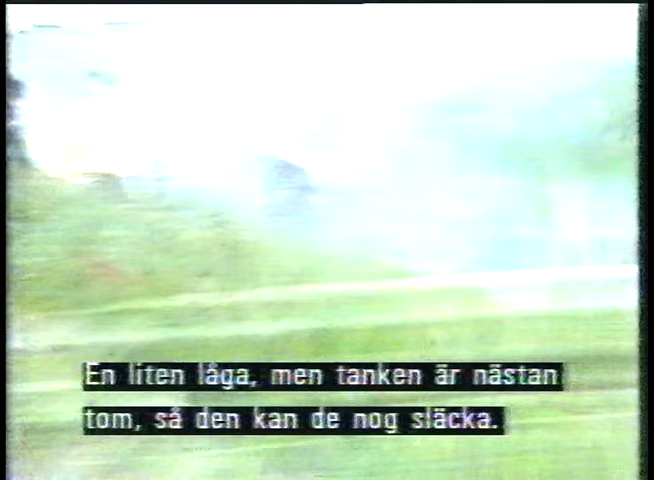 En liten låga, men tanken är nästan
tom, så den kan de nog släcka.